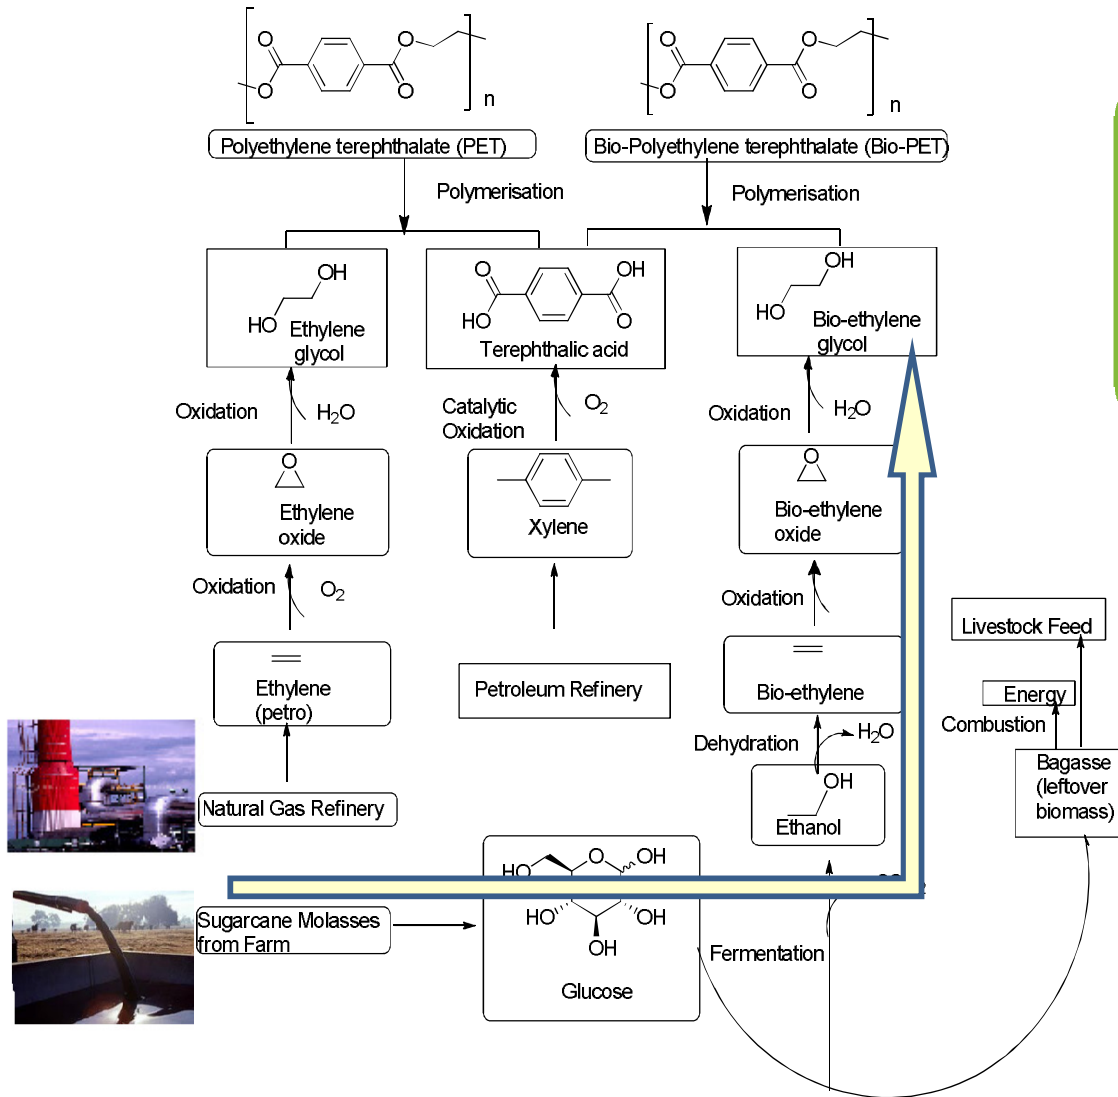 O
O
O
O
n
Polyethylene terephthalate (PET)
O
O
O
O
n
Bio-Polyethylene terephthalate (Bio-PET)
Polymerisation
Polymerisation
OH
HO
Ethylene
glycol
O
OH
HO
O
Terephthalic acid
OH
HO
Bio-ethylene
glycol
Oxidation
H2O
Catalytic
Oxidation
O2
Oxidation
H2O
O
Ethylene
oxide
Xylene
O
Bio-ethylene
oxide
Oxidation
O2
Oxidation
Livestock Feed
Ethylene
(petro)
Petroleum Refinery
Bio-ethylene
Energy
Combustion
Dehydration
H2O
Bagasse
(leftover
biomass)
Natural Gas Refinery
OH
Ethanol
HO
O
OH
HO
OH
OH
Glucose
Sugarcane Molasses
from Farm
Fermentation